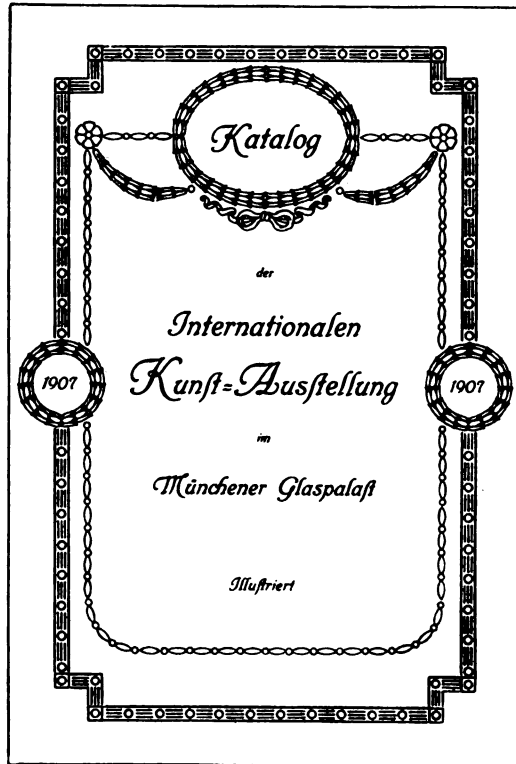 Katalog
der
Internationalen
1907 Kunſt=Ausſtellung 1907
im
Münchener Glaspalaſt
Illuſtriert